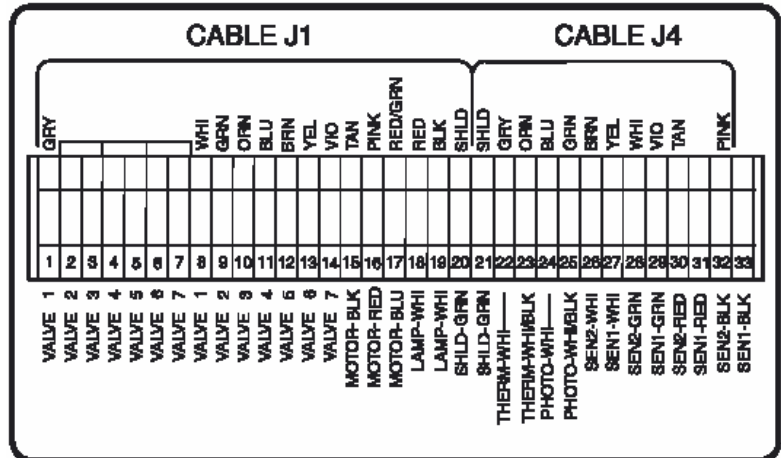 CABLE J1 CABLE J4
GRY WHI GRN ORN BLU BRN YEL VIO TAN PINK RED/GRN RED BLK SHLD SHLD GRY ORN BLU GRN BRN YEL WHI VIO TAN PINK
1 2 3 4 5 6 7 8 9 10 11 12 13 14 15 16 17 18 19 20 21 22 23 24 25 26 27 28 29 30 31 32 33
VALVE 1
VALVE 2
VALVE 3
VALVE 4
VALVE 5
VALVE 6
VALVE 7
VALVE 1
VALVE 2
VALVE 3
VALVE 4
VALVE 5
VALVE 6
VALVE 7
MOTOR-BLK
MOTOR-RED
MOTOR-BLU
LAMP-WHI
LAMP-WHI
SHLD-GRN
SHLD-GRN
THERM-WHI
THERM-WHI/BLK
PHOTO-WHI
PHOTO-WHI/BLK
SEN2-WHI
SEN1-WHI
SEN2-GRN
SEN1-GRN
SEN2-RED
SEN1-RED
SEN2-BLK
SEN1-BLK